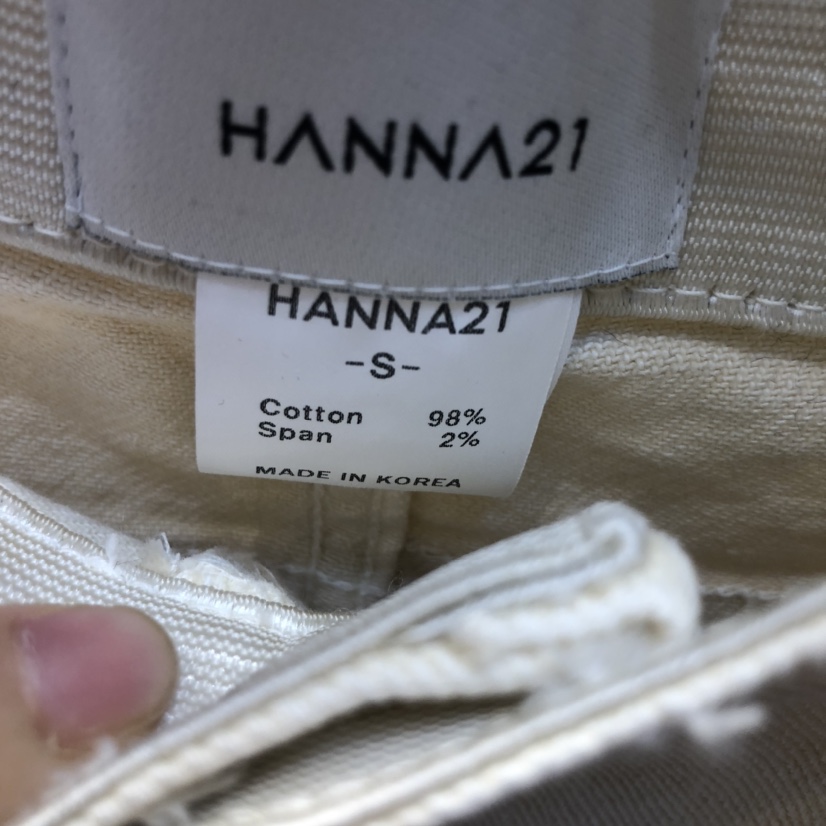 HANNA21
HANNA21
-S-
Cotton 98%
Span 2%
MADE IN KOREA